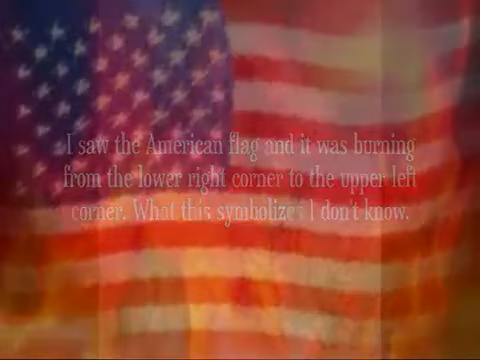 I saw the American flag and it was burning
from the lower right corner to the upper left
corner. What this symbolizes I don't know.